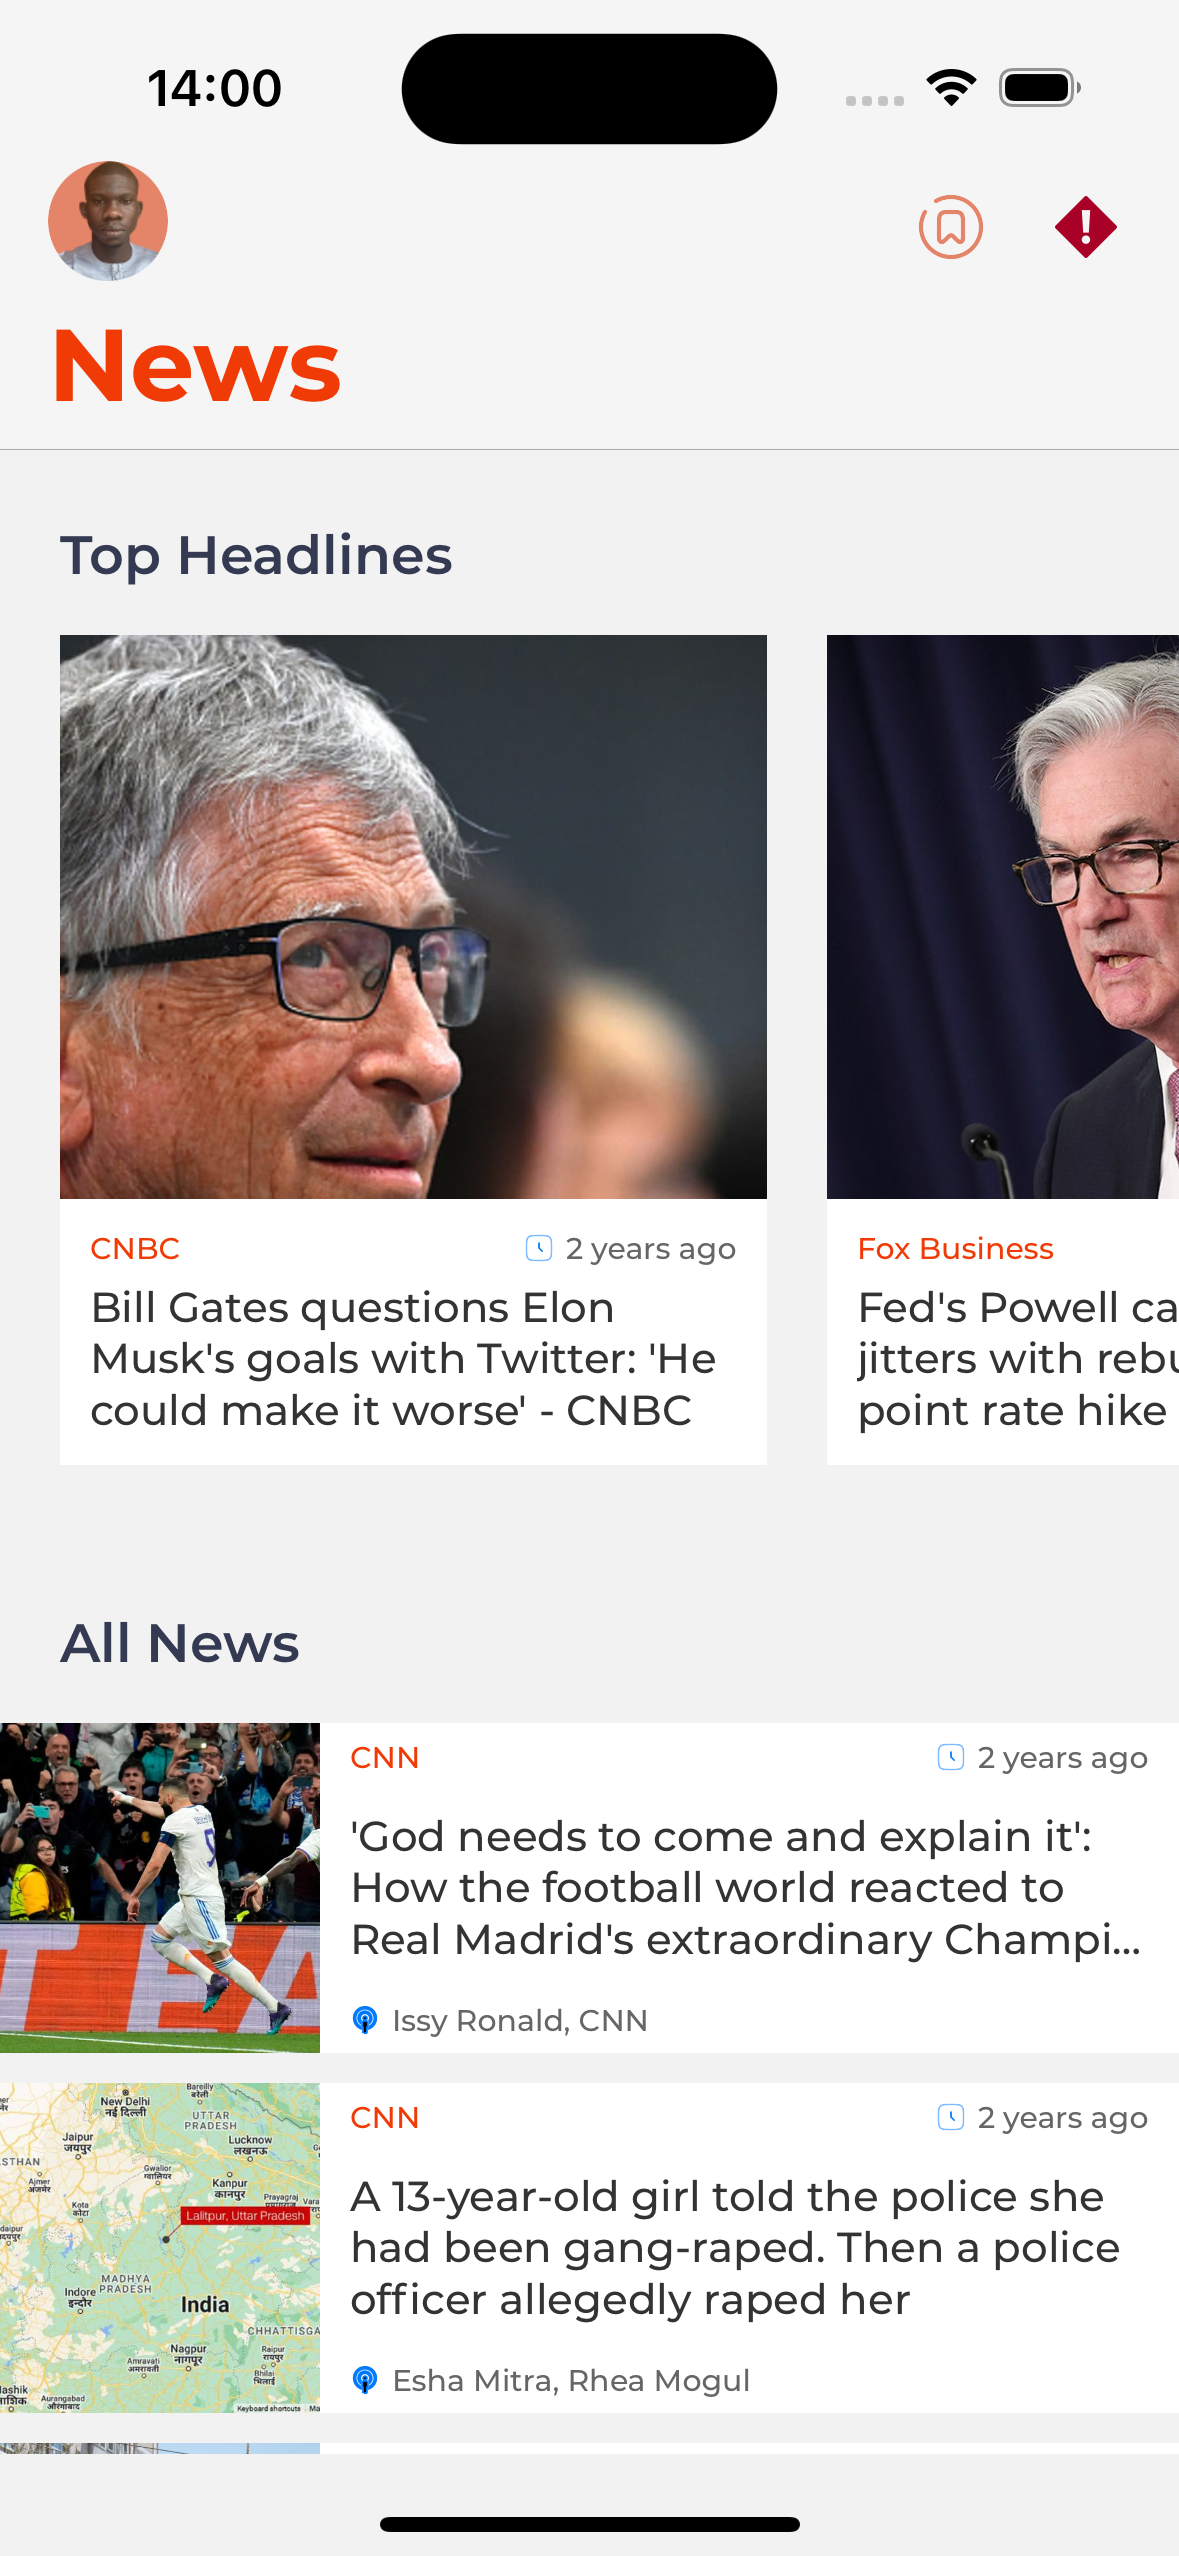 14:00
News
Top Headlines
CNBC
2 years ago
Bill Gates questions Elon
Musk's goals with Twitter: 'He
could make it worse' - CNBC
Fox Business
Fed's Powell ca
jitters with rebu
point rate hike
All News
CNN
2 years ago
'God needs to come and explain it':
How the football world reacted to
Real Madrid's extraordinary Champi...
Issy Ronald, CNN
CNN
2 years ago
A 13-year-old girl told the police she
had been gang-raped. Then a police
officer allegedly raped her
Esha Mitra, Rhea Mogul
New Delhi
नई दिल्ली
Bareilly
बरेली
UTTAR
PRADESH
Jaipur
जयपुर
Lucknow
लखनऊ
STHAN
Gwalior
ग्वालियर
Ajmer
अजमेर
Kanpur
कानपुर
Kota
कोटा
Prayagraj
Lalitpur, Uttar Pradesh
MADHYA
PRADESH
Indore
इन्दौर
India
CHHATTISGA
Nagpur
नागपुर
Raipur
रायपुर
Amravati
अमरावती
Bhilai
भिलाई
Aurangabad
औरंगाबाद
Keyboard shortcuts